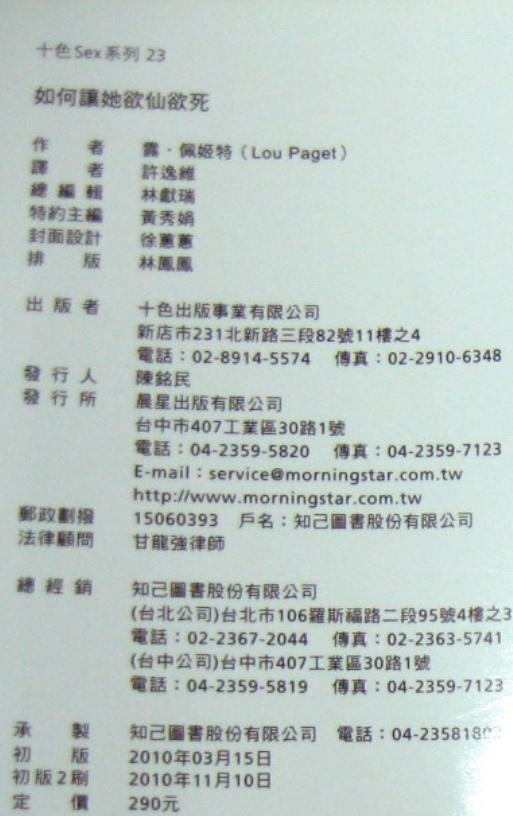 十色Sex系列 23
如何讓她欲仙欲死
作者 露．佩姬特（Lou Paget）
譯者 許逸維
總編輯 林獻瑞
特約主編 黃秀娟
封面設計 徐蕙蕙
排版 林鳳鳳
出版者 十色出版事業有限公司
新店市231北新路三段82號11樓之4
電話：02-8914-5574 傳真：02-2910-6348
發行人 陳銘民
發行所 晨星出版有限公司
台中市407工業區30路1號
電話：04-2359-5820 傳真：04-2359-7123
E-mail：service@morningstar.com.tw
http://www.morningstar.com.tw
郵政劃撥 15060393 戶名：知己圖書股份有限公司
法律顧問 甘龍強律師
總經銷 知己圖書股份有限公司
(台北公司)台北市106羅斯福路二段95號4樓之3
電話：02-2367-2044 傳真：02-2363-5741
(台中公司)台中市407工業區30路1號
電話：04-2359-5819 傳真：04-2359-7123
承製 知己圖書股份有限公司 電話：04-2358180
初版 2010年03月15日
初版2刷 2010年11月10日
定價 290元